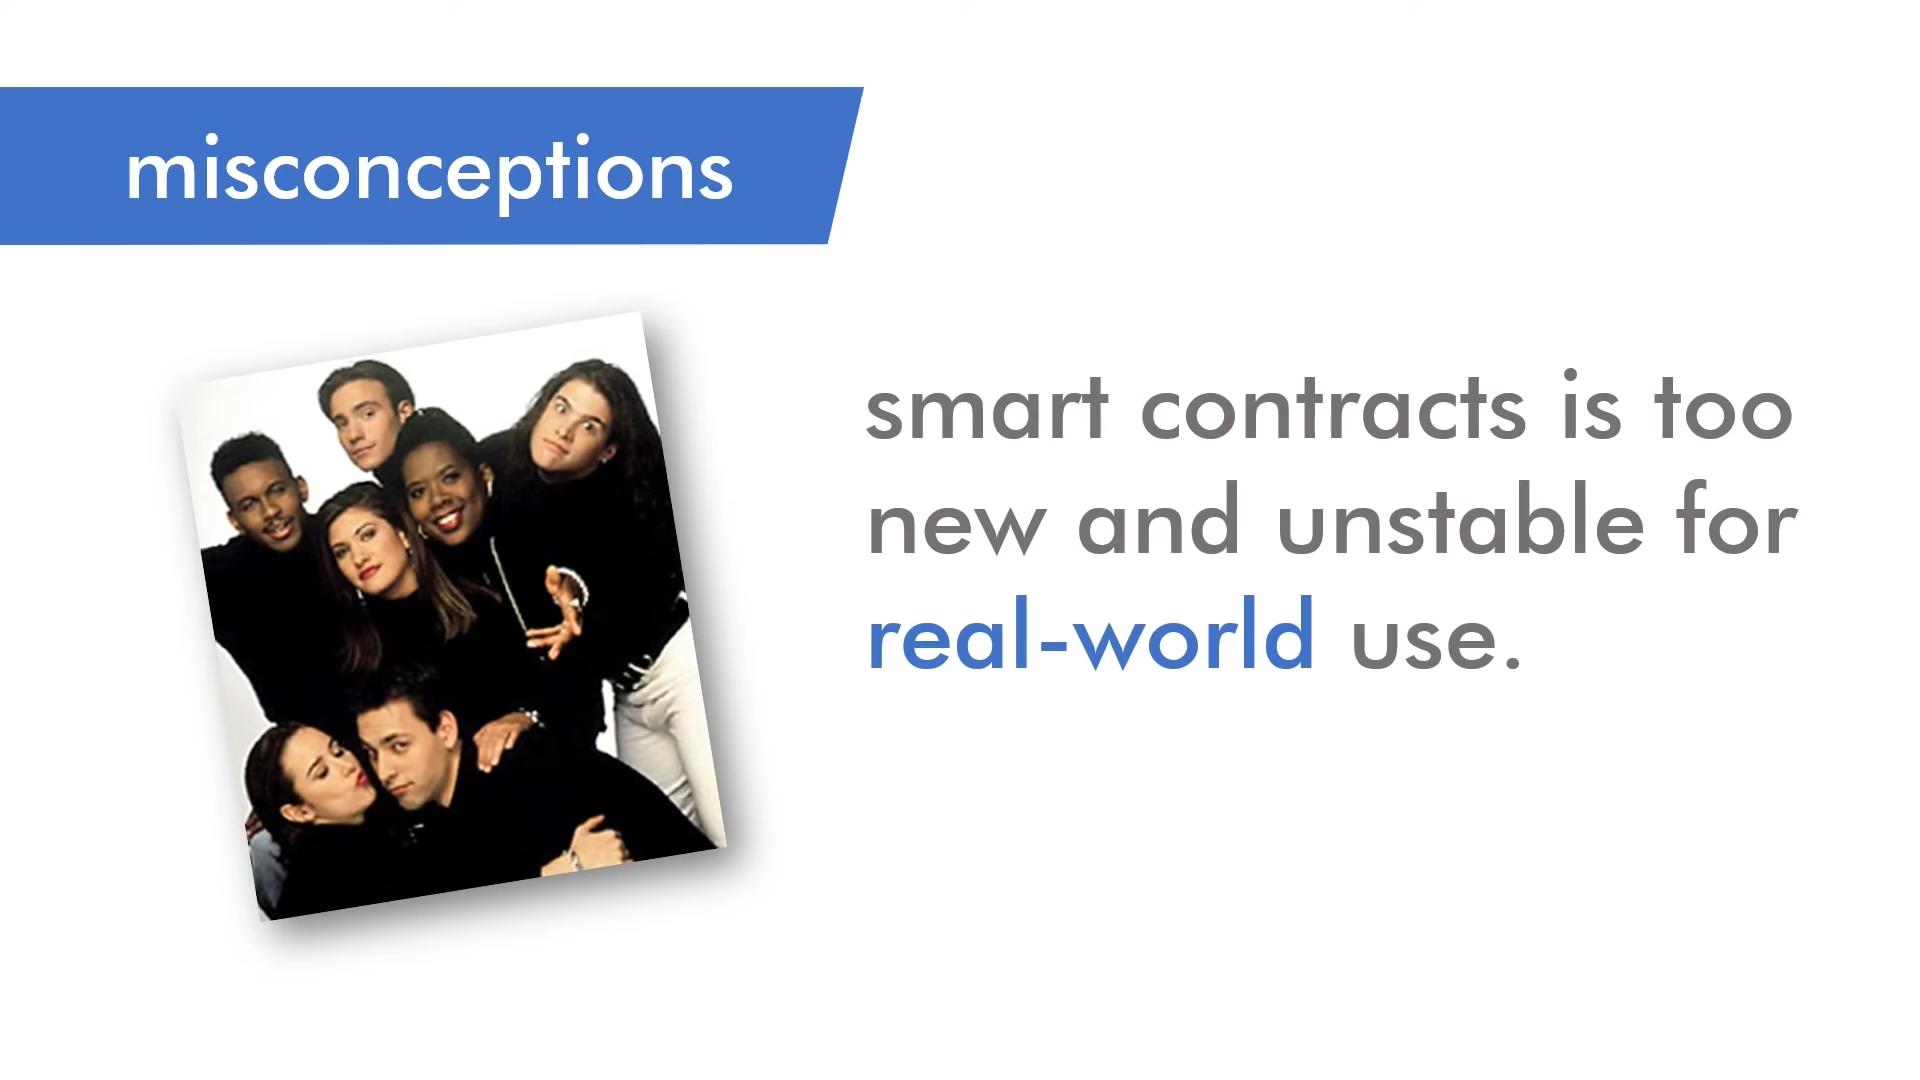 misconceptions
smart contracts is too
new and unstable for
real-world use.